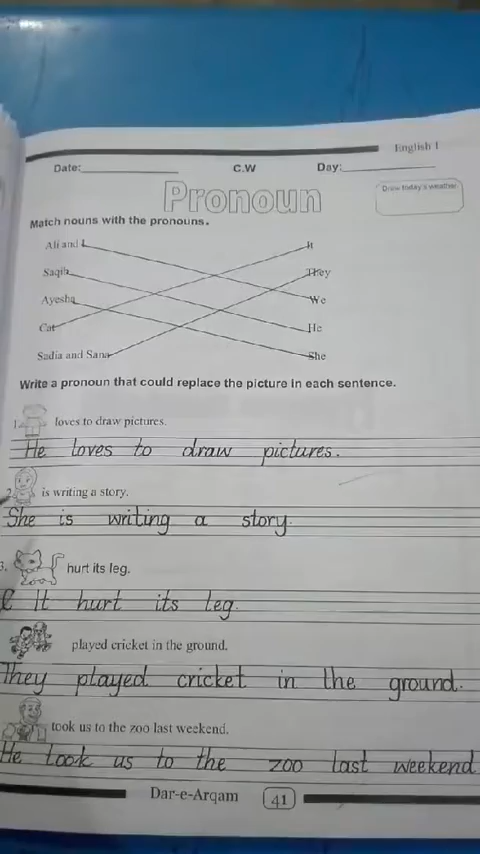 English 1
Date: C.W Day:
Pronoun
Draw today's weather
Match nouns with the pronouns.
Ali and I It
Saqib They
Ayesha We
Cat He
Sadia and Sana She
Write a pronoun that could replace the picture in each sentence.
1. loves to draw pictures.
He loves to draw pictures.
2. is writing a story.
She is writing a story.
3. hurt its leg.
It hurt its leg.
played cricket in the ground.
They played cricket in the ground.
took us to the zoo last weekend.
He took us to the zoo last weekend
Dar-e-Arqam 41